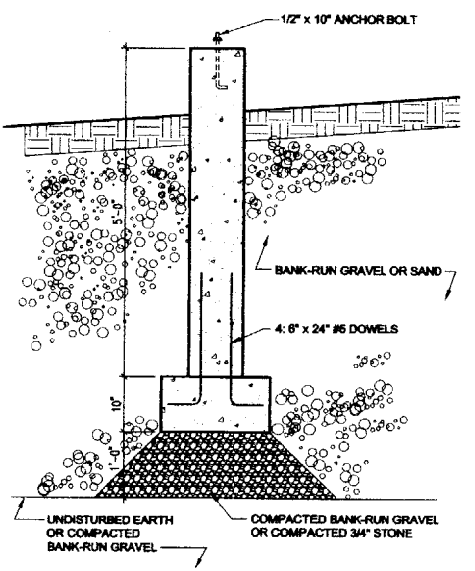 1/2" x 10" ANCHOR BOLT
5'-0"
BANK-RUN GRAVEL OR SAND
4: 6" x 24" #5 DOWELS
10"
UNDISTURBED EARTH
OR COMPACTED
BANK-RUN GRAVEL
COMPACTED BANK-RUN GRAVEL
OR COMPACTED 3/4" STONE